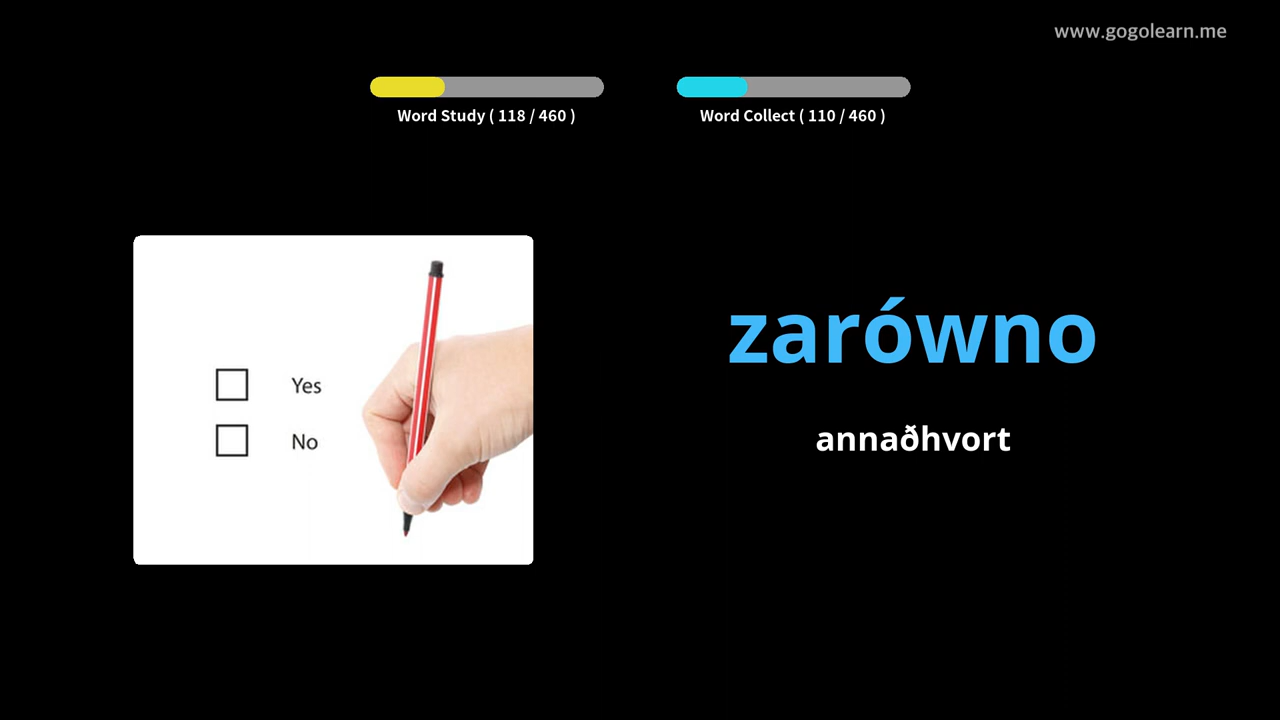 www.gogolearn.me
Word Study ( 118 / 460 )
Word Collect ( 110 / 460 )
Yes
No
zarówno
annaðhvort